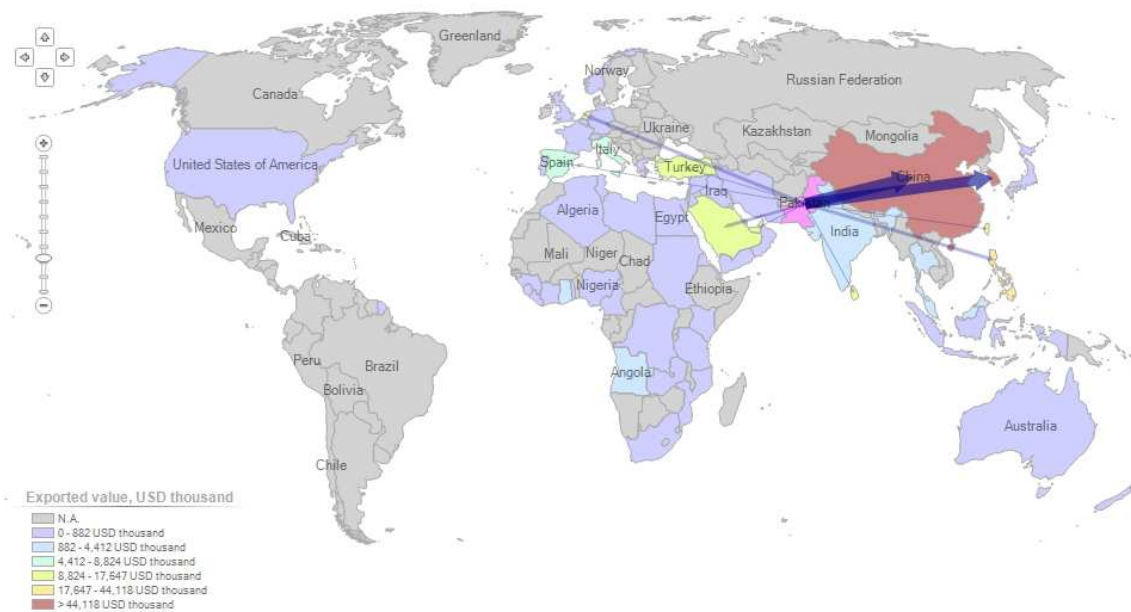 Greenland
Norway
Russian Federation
Canada
Ukraine
Kazakhstan
Mongolia
United States of America
Spain
Italy
Turkey
China
Iraq
Pakistan
Algeria
Egypt
India
Mexico
Cuba
Mali
Niger
Chad
Nigeria
Ethiopia
Peru
Brazil
Angola
Bolivia
Australia
Chile
Exported value, USD thousand
N.A.
0 - 882 USD thousand
882 - 4,412 USD thousand
4,412 - 8,824 USD thousand
8,824 - 17,647 USD thousand
17,647 - 44,118 USD thousand
> 44,118 USD thousand